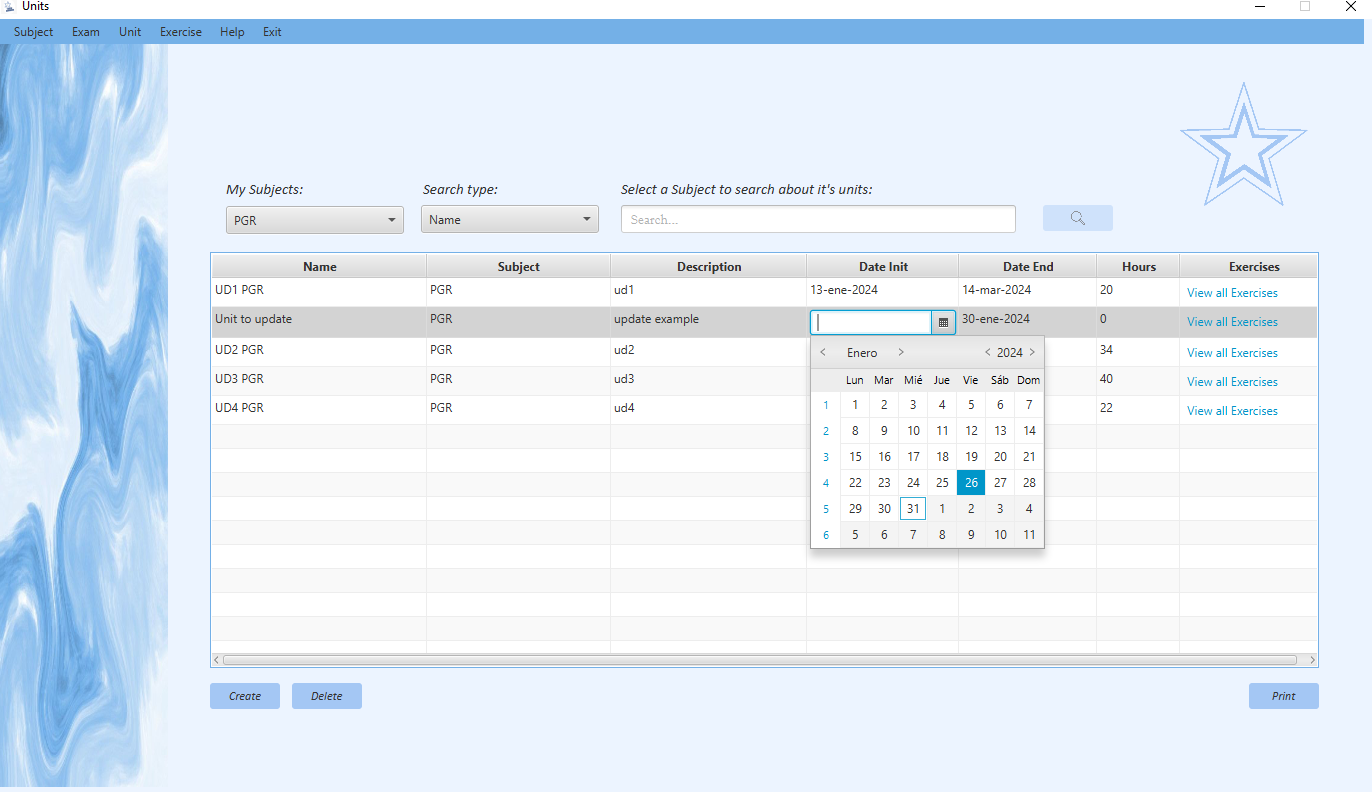 Units
Subject Exam Unit Exercise Help Exit
My Subjects: Search type: Select a Subject to search about it's units:
PGR Name Search...
Name Subject Description Date Init Date End Hours Exercises
UD1 PGR PGR ud1 13-ene-2024 14-mar-2024 20 View all Exercises
Unit to update PGR update example 30-ene-2024 0 View all Exercises
UD2 PGR PGR ud2 34 View all Exercises
UD3 PGR PGR ud3 40 View all Exercises
UD4 PGR PGR ud4 22 View all Exercises
< Enero > < 2024 >
Lun Mar Mié Jue Vie Sáb Dom
1 1 2 3 4 5 6 7
2 8 9 10 11 12 13 14
3 15 16 17 18 19 20 21
4 22 23 24 25 26 27 28
5 29 30 31 1 2 3 4
6 5 6 7 8 9 10 11
Create Delete Print